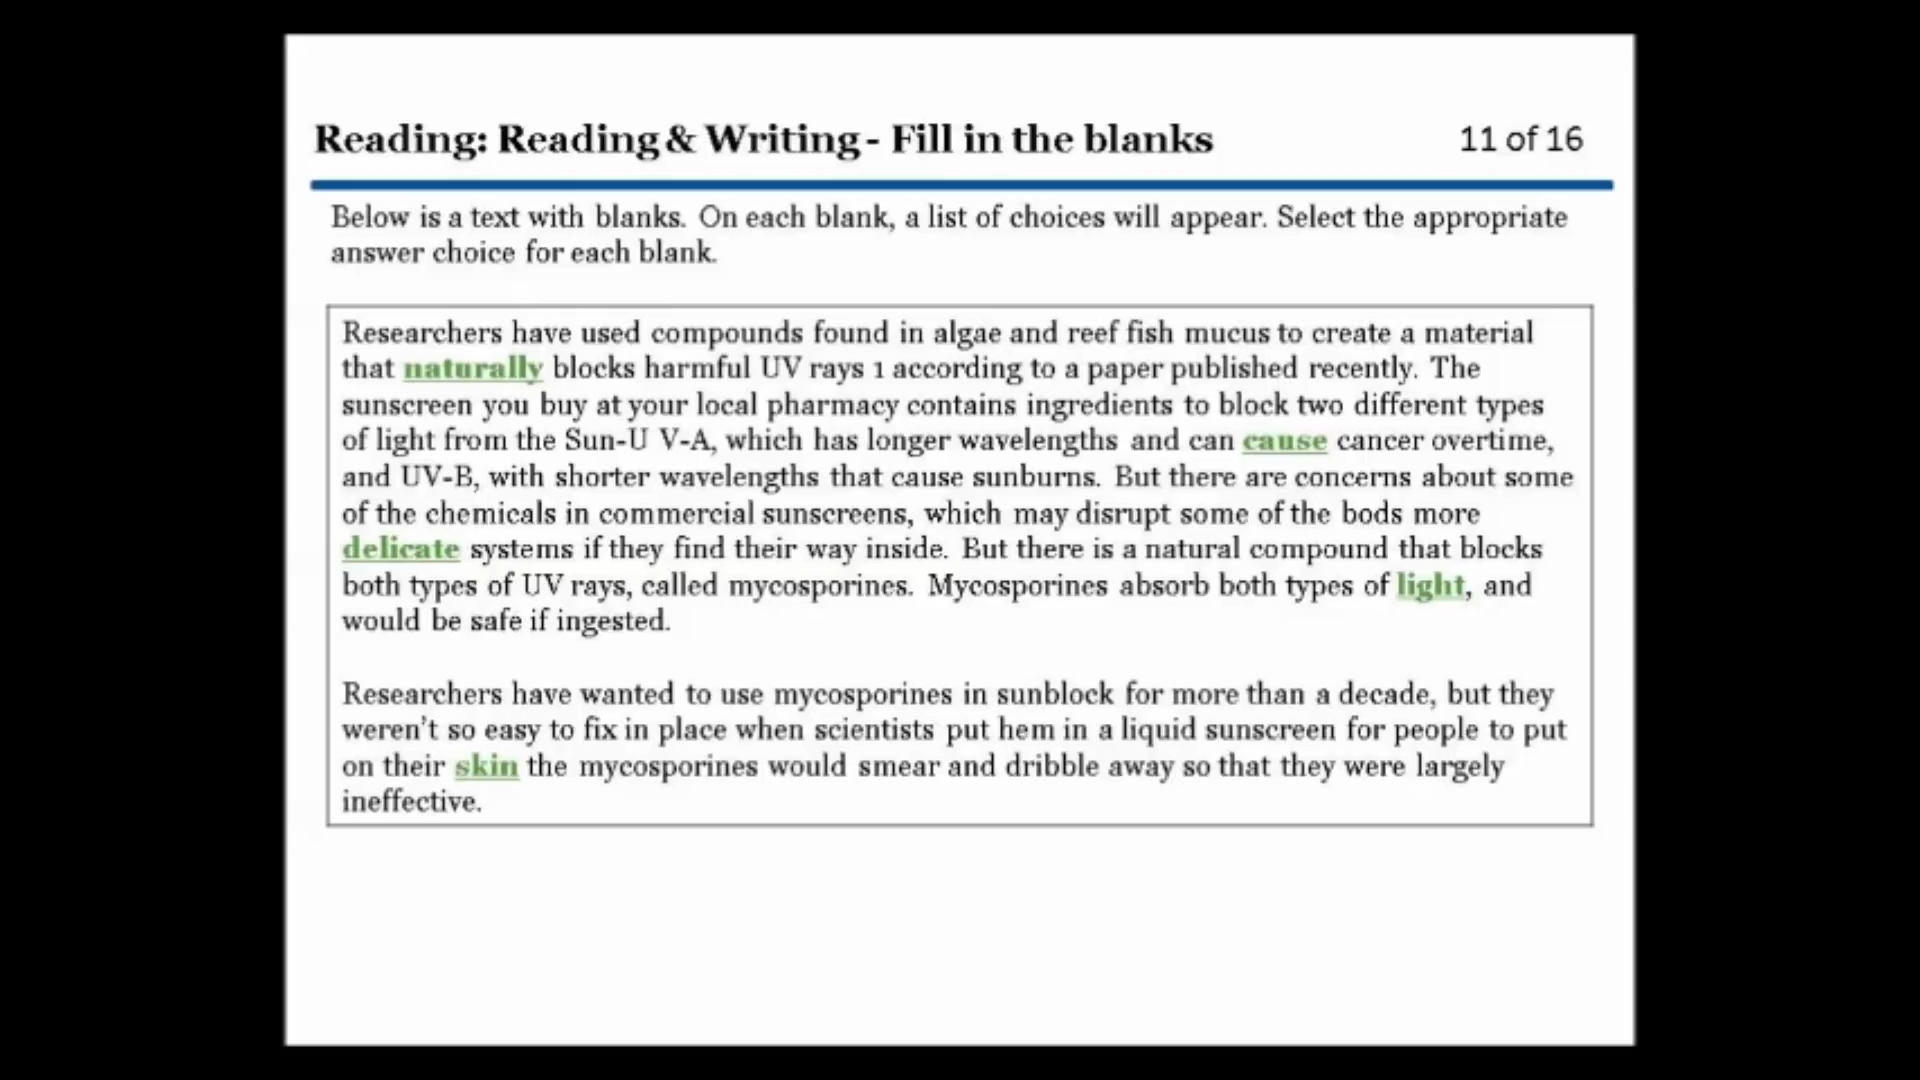 Reading: Reading & Writing - Fill in the blanks
11 of 16
Below is a text with blanks. On each blank, a list of choices will appear. Select the appropriate
answer choice for each blank.
Researchers have used compounds found in algae and reef fish mucus to create a material
that naturally blocks harmful UV rays 1 according to a paper published recently. The
sunscreen you buy at your local pharmacy contains ingredients to block two different types
of light from the Sun-U V-A, which has longer wavelengths and can cause cancer overtime,
and UV-B, with shorter wavelengths that cause sunburns. But there are concerns about some
of the chemicals in commercial sunscreens, which may disrupt some of the bods more
delicate systems if they find their way inside. But there is a natural compound that blocks
both types of UV rays, called mycosporines. Mycosporines absorb both types of light, and
would be safe if ingested.
Researchers have wanted to use mycosporines in sunblock for more than a decade, but they
weren't so easy to fix in place when scientists put hem in a liquid sunscreen for people to put
on their skin the mycosporines would smear and dribble away so that they were largely
ineffective.